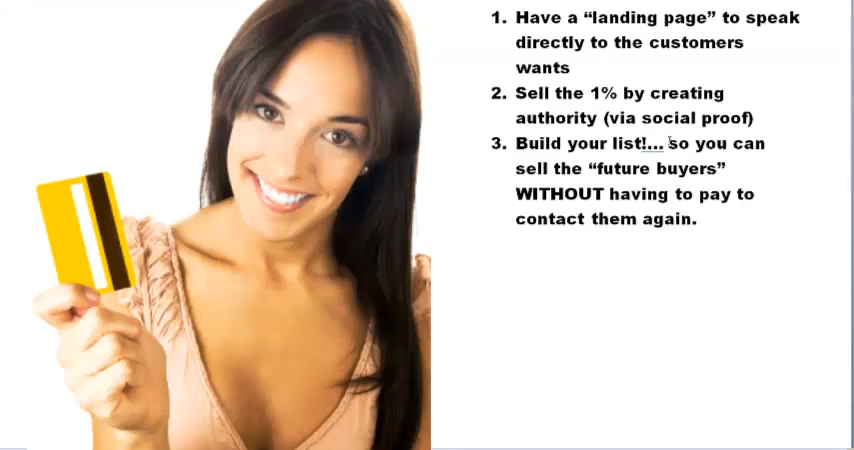 1. Have a “landing page” to speak
directly to the customers
wants
2. Sell the 1% by creating
authority (via social proof)
3. Build your list!... so you can
sell the “future buyers”
WITHOUT having to pay to
contact them again.